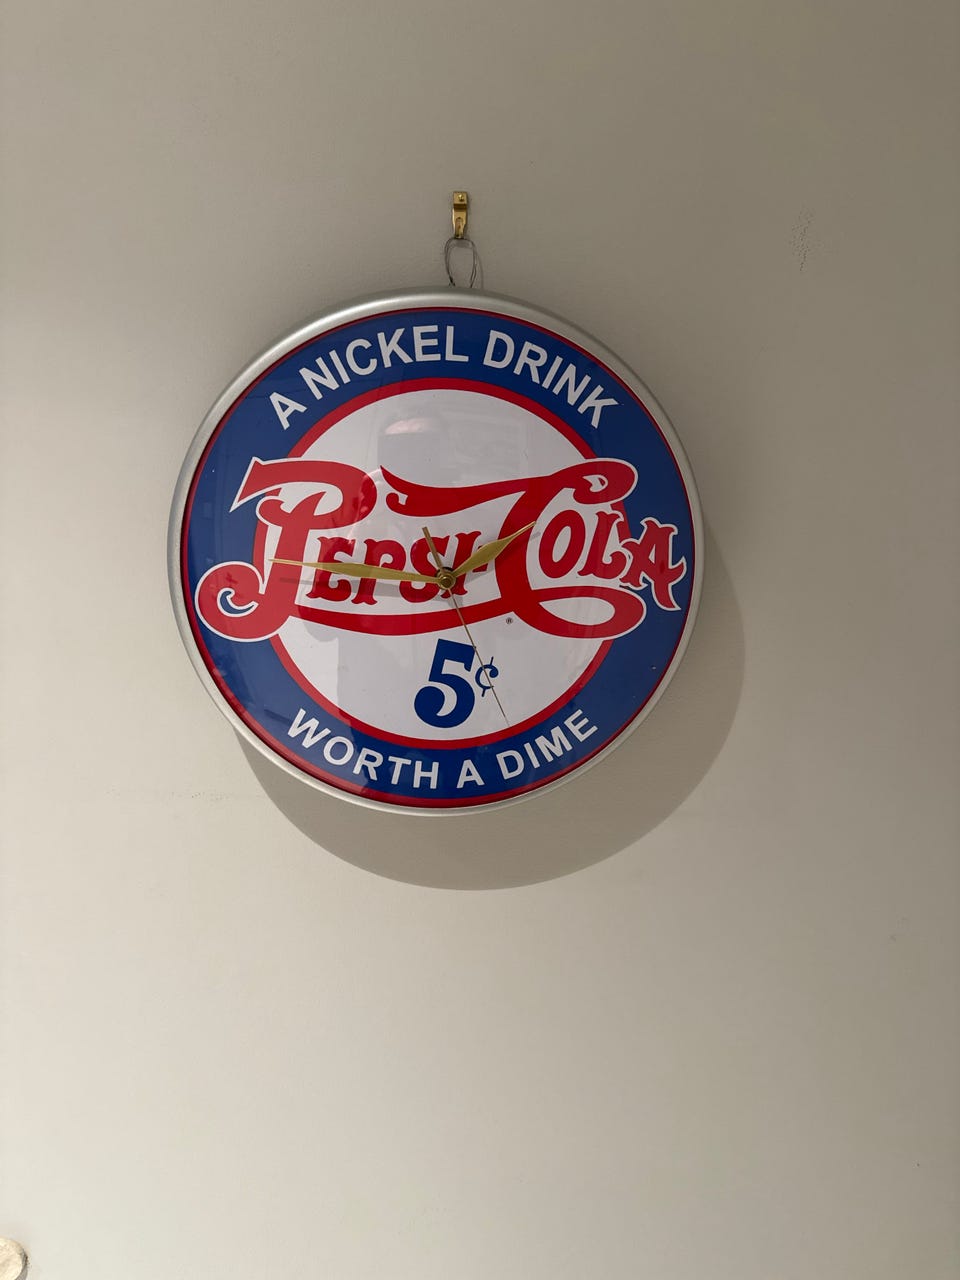 A NICKEL DRINK
PEPSI-COLA
®
5¢
WORTH A DIME